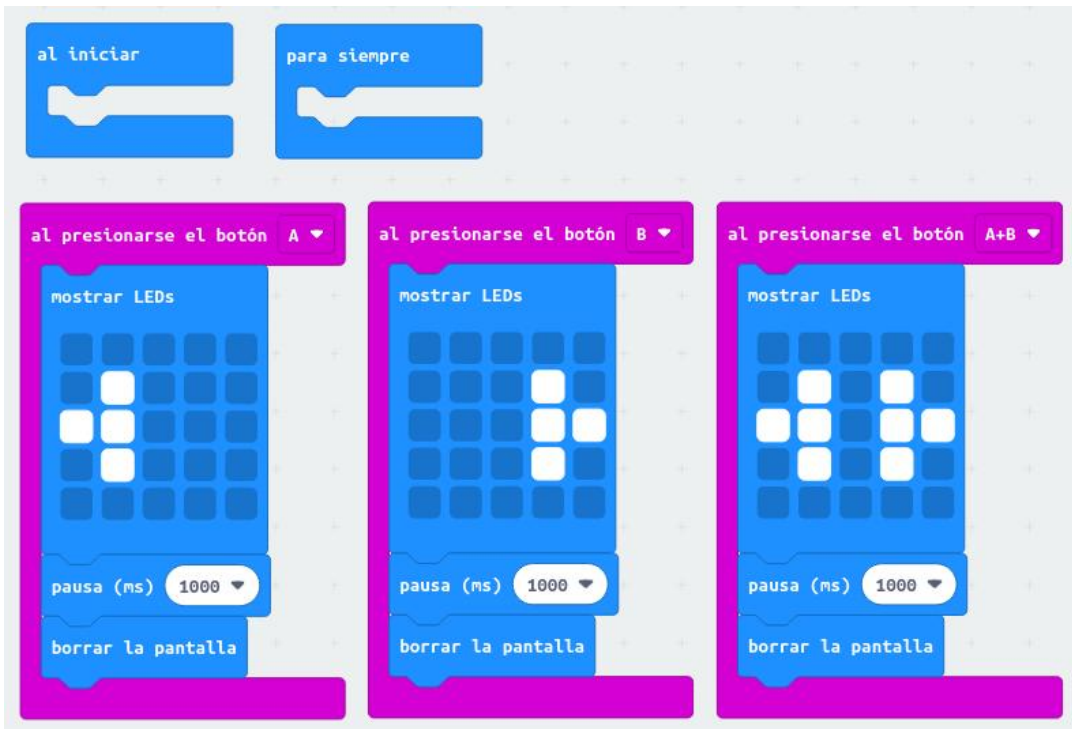 al iniciar
para siempre
al presionarse el botón A
mostrar LEDs
pausa (ms) 1000
borrar la pantalla
al presionarse el botón B
mostrar LEDs
pausa (ms) 1000
borrar la pantalla
al presionarse el botón A+B
mostrar LEDs
pausa (ms) 1000
borrar la pantalla